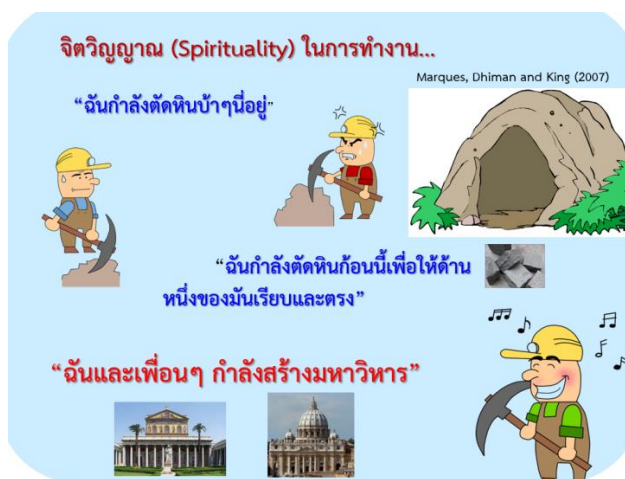 จิตวิญญาณ (Spirituality) ในการทำงาน...
Marques, Dhiman and King (2007)
“ฉันกำลังตัดหินบ้าๆนี่อยู่”
“ฉันกำลังตัดหินก้อนนี้เพื่อให้ด้าน
หนึ่งของมันเรียบและตรง”
“ฉันและเพื่อนๆ กำลังสร้างมหาวิหาร”